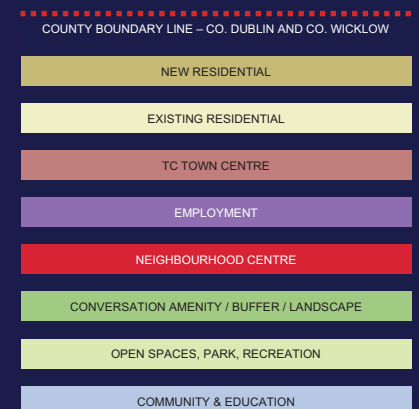 COUNTY BOUNDARY LINE – CO. DUBLIN AND CO. WICKLOW
NEW RESIDENTIAL
EXISTING RESIDENTIAL
TC TOWN CENTRE
EMPLOYMENT
NEIGHBOURHOOD CENTRE
CONVERSATION AMENITY / BUFFER / LANDSCAPE
OPEN SPACES, PARK, RECREATION
COMMUNITY & EDUCATION